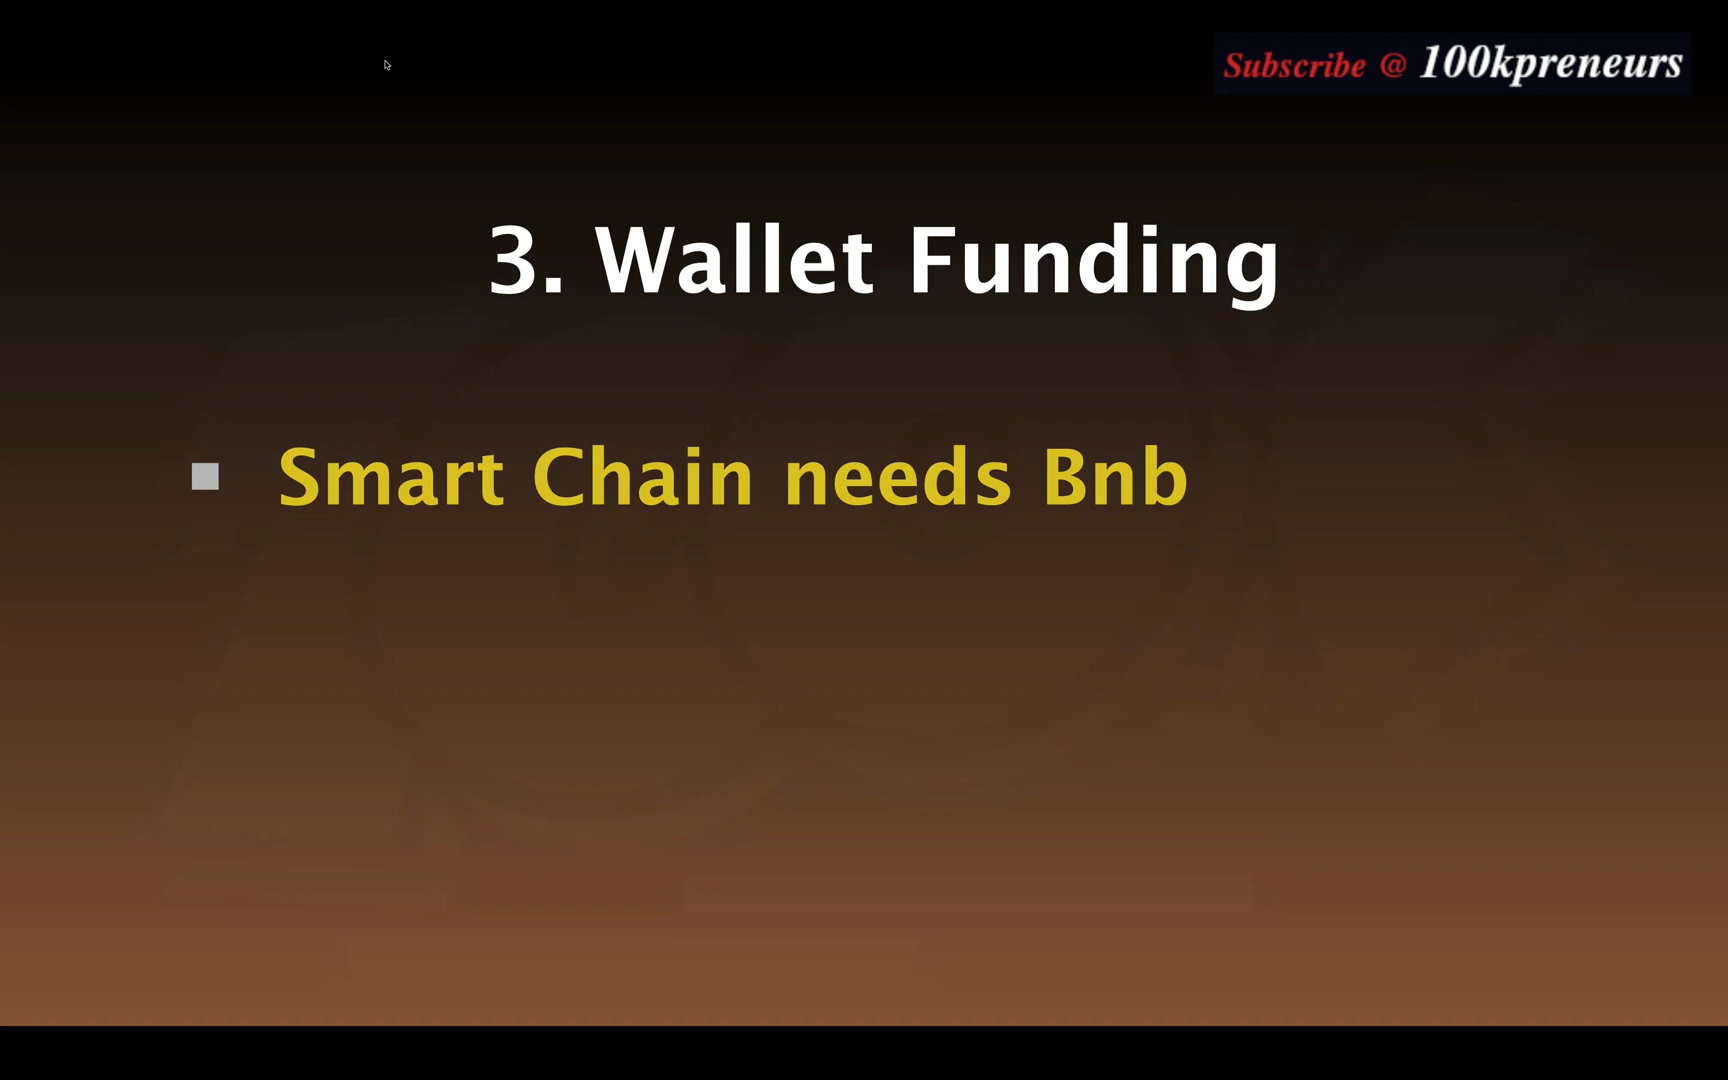 Subscribe @ 100kpreneurs
3. Wallet Funding
Smart Chain needs Bnb